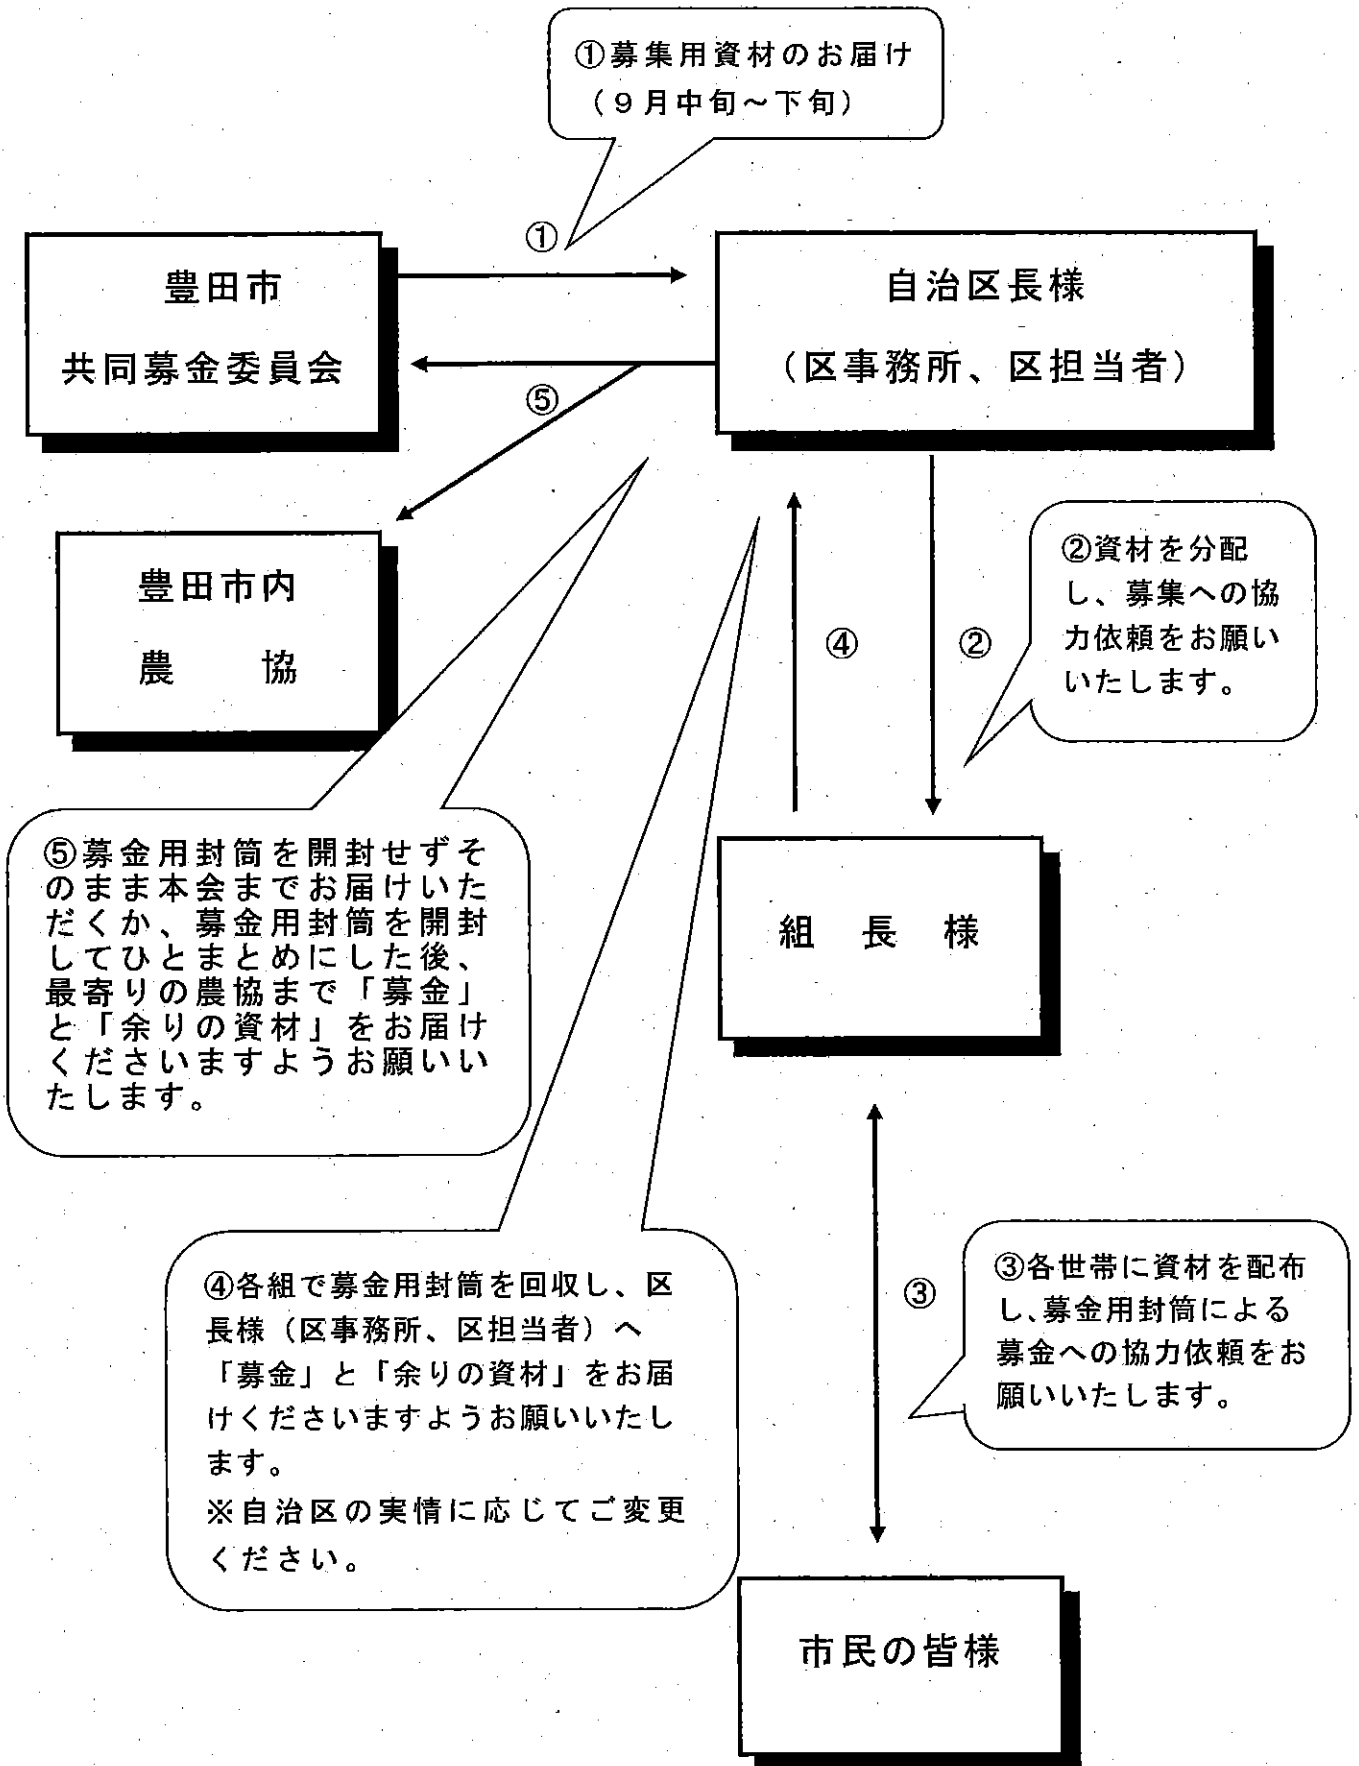 ①募集用資材のお届け
(9月中旬~下旬)
①
豊田市
共同募金委員会
自治区長様
(区事務所、区担当者)
⑤
豊田市内
農　協
④
②
②資材を分配
し、募集への協
力依頼をお願い
いたします。
⑤募金用封筒を開封せずそ
のまま本会までお届けいた
だくか、募金用封筒を開封
してひとまとめにした後、
最寄りの農協まで「募金」
と「余りの資材」をお届け
くださいますようお願いい
たします。
組　長　様
④各組で募金用封筒を回収し、区
長様(区事務所、区担当者)へ
「募金」と「余りの資材」をお届
けくださいますようお願いいたし
ます。
※自治区の実情に応じてご変更
ください。
③
③各世帯に資材を配布
し、募金用封筒による
募金への協力依頼をお
願いいたします。
市民の皆様